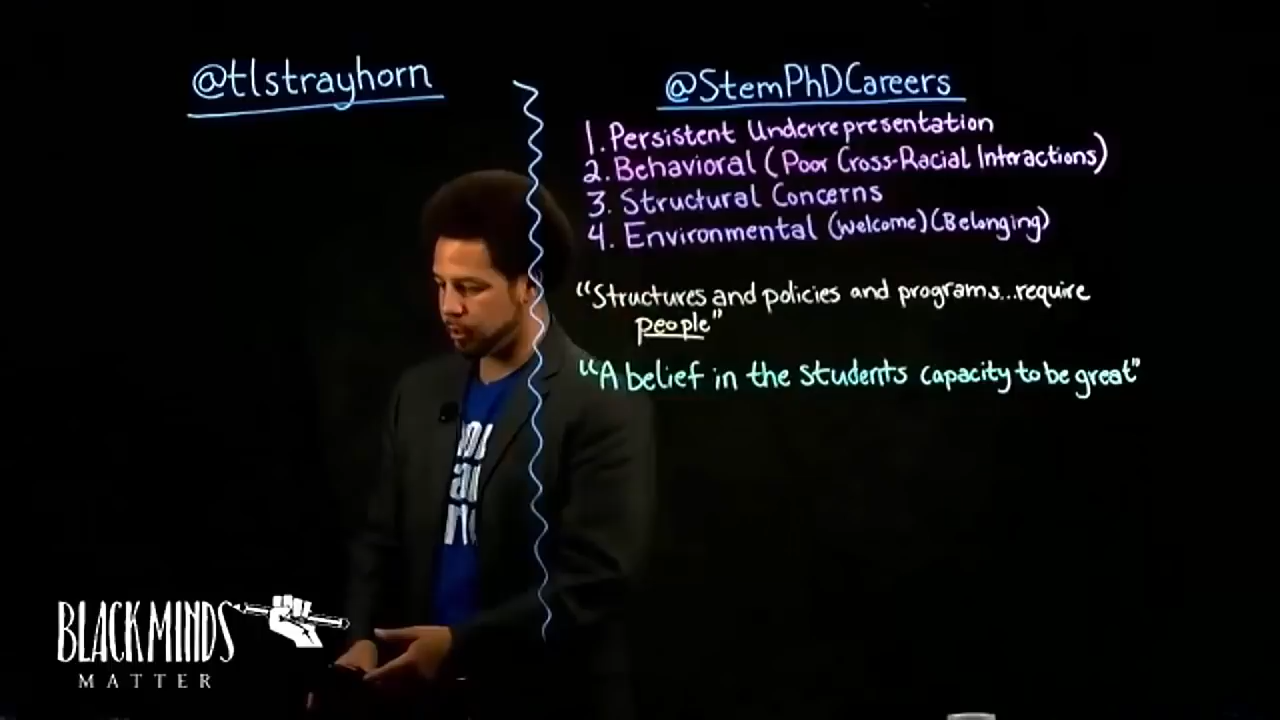 @tlstrayhorn
@StemPhDCareers
1. Persistent Underrepresentation
2. Behavioral (Poor Cross-Racial Interactions)
3. Structural Concerns
4. Environmental (Welcome) (Belonging)
“Structures and policies and programs...require
people”
“A belief in the students capacity to be great”
BLACK MINDS
MATTER